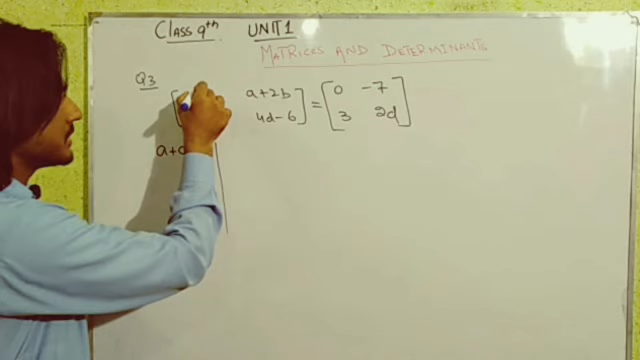 Class 9th UNIT 1
MATRICES AND DETERMINANTS
Q3
[ a+2b ] = [ 0 -7 ]
4d-6 ] [ 3 2d ]
a+c